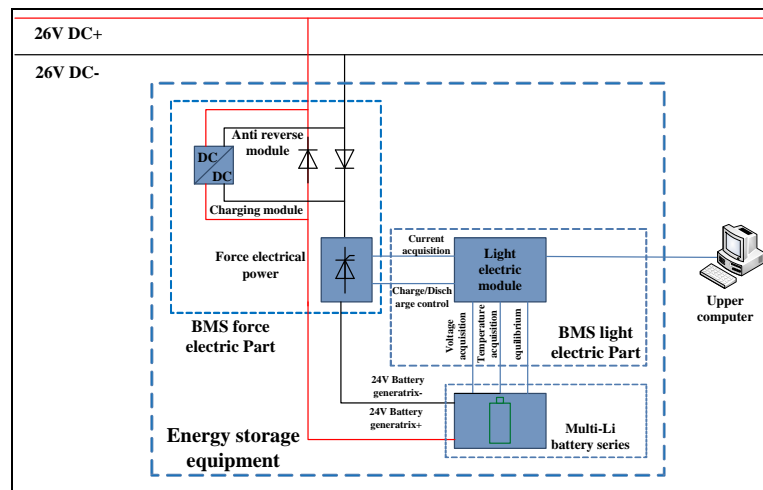 26V DC+
26V DC-
Anti reverse
module
DC
DC
Charging module
Force electrical
power
Current
acquisition
Light
electric
module
Charge/Disch
arge control
Upper
computer
BMS force
electric Part
Voltage
acquisition
Temperature
acquisition
equilibrium
BMS light
electric Part
24V Battery
generatrix-
24V Battery
generatrix+
Multi-Li
battery series
Energy storage
equipment